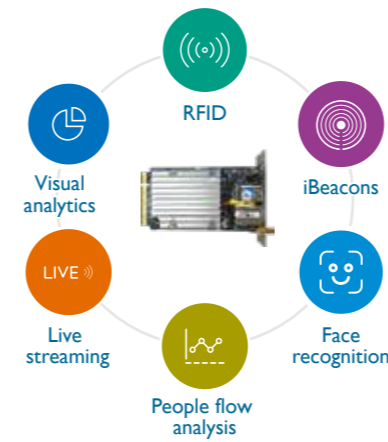 RFID
iBeacons
Visual
analytics
LIVE
Live
streaming
Face
recognition
People flow
analysis